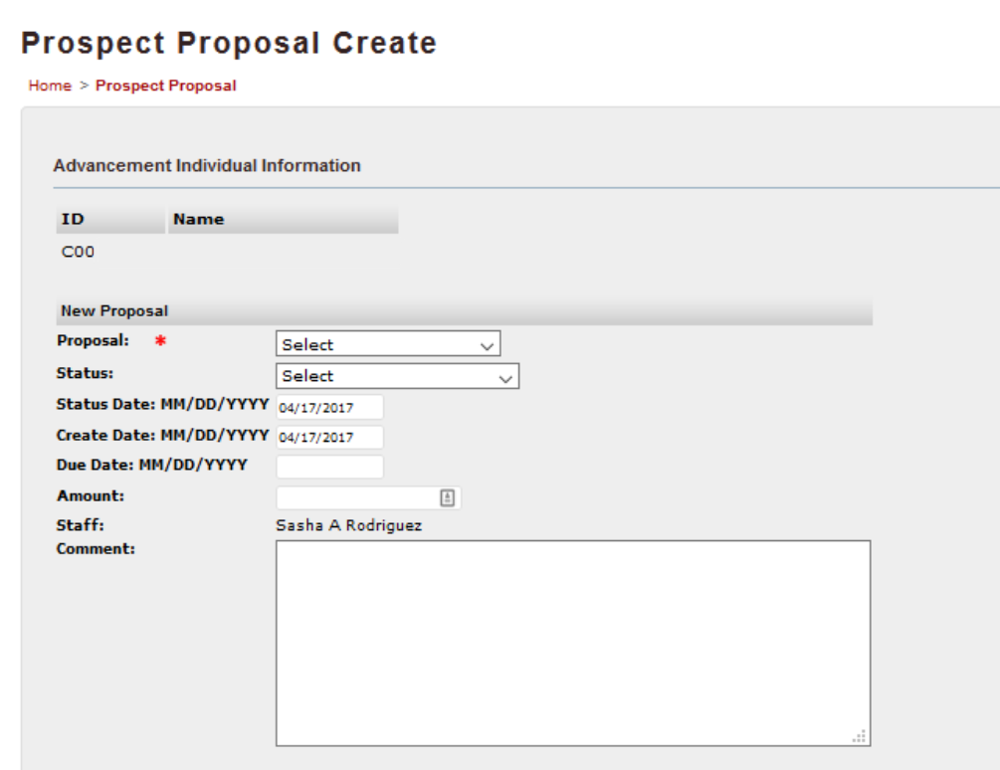 Prospect Proposal Create
Home > Prospect Proposal
Advancement Individual Information
ID Name
C00
New Proposal
Proposal: * Select
Status: Select
Status Date: MM/DD/YYYY 04/17/2017
Create Date: MM/DD/YYYY 04/17/2017
Due Date: MM/DD/YYYY
Amount:
Staff: Sasha A Rodriguez
Comment: